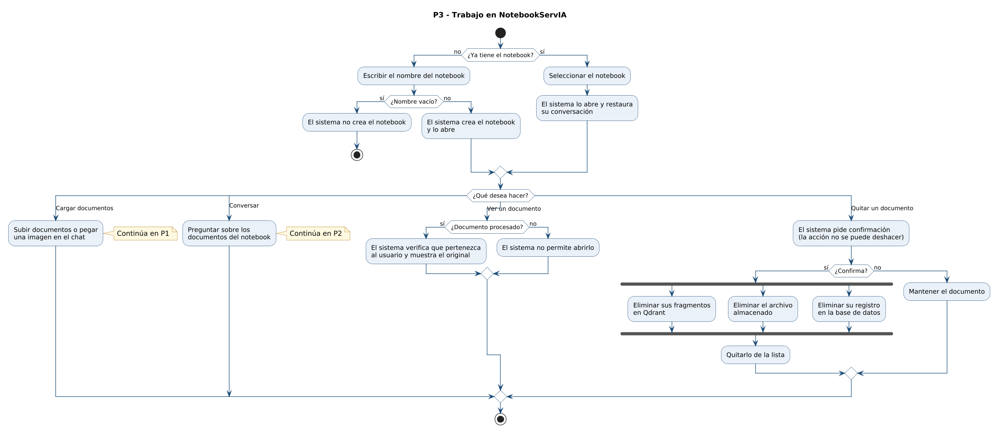 P3 - Trabajo en NotebookServIA
¿Ya tiene el notebook?
no
sí
Escribir el nombre del notebook
Seleccionar el notebook
¿Nombre vacío?
sí
no
El sistema no crea el notebook
El sistema crea el notebook
y lo abre
El sistema lo abre y restaura
su conversación
¿Qué desea hacer?
Cargar documentos
Subir documentos o pegar
una imagen en el chat
Continúa en P1
Conversar
Preguntar sobre los
documentos del notebook
Continúa en P2
Ver un documento
¿Documento procesado?
sí
no
El sistema verifica que pertenezca
al usuario y muestra el original
El sistema no permite abrirlo
Quitar un documento
El sistema pide confirmación
(la acción no se puede deshacer)
¿Confirma?
sí
no
Eliminar sus fragmentos
en Qdrant
Eliminar el archivo
almacenado
Eliminar su registro
en la base de datos
Mantener el documento
Quitarlo de la lista